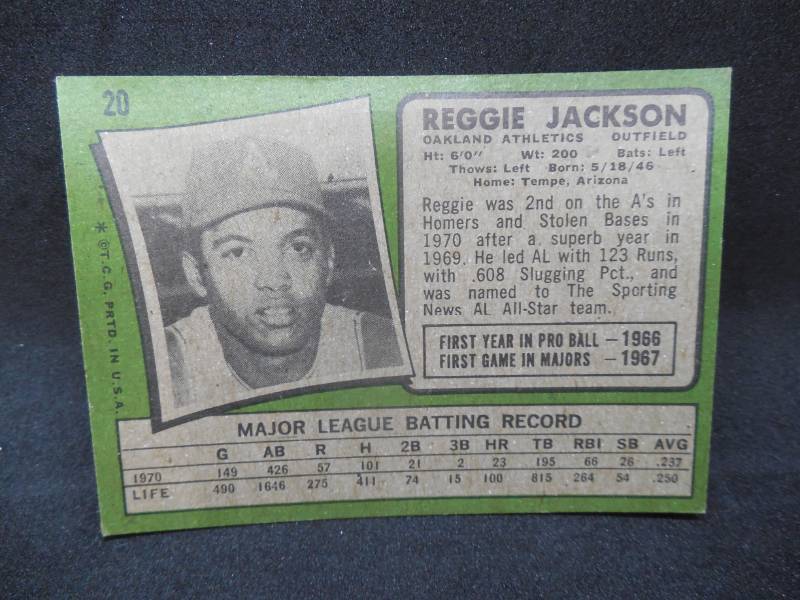 20
* ©T.C.G. PRTD. IN U.S.A.
REGGIE JACKSON
OAKLAND ATHLETICS OUTFIELD
Ht: 6'0" Wt: 200 Bats: Left
Thows: Left Born: 5/18/46
Home: Tempe, Arizona
Reggie was 2nd on the A's in
Homers and Stolen Bases in
1970 after a superb year in
1969. He led AL with 123 Runs,
with .608 Slugging Pct., and
was named to The Sporting
News AL All-Star team.
FIRST YEAR IN PRO BALL — 1966
FIRST GAME IN MAJORS — 1967
MAJOR LEAGUE BATTING RECORD
G AB R H 2B 3B HR TB RBI SB AVG
1970 149 426 57 101 21 2 23 195 66 26 .237
LIFE 490 1646 275 411 74 15 100 815 264 54 .250